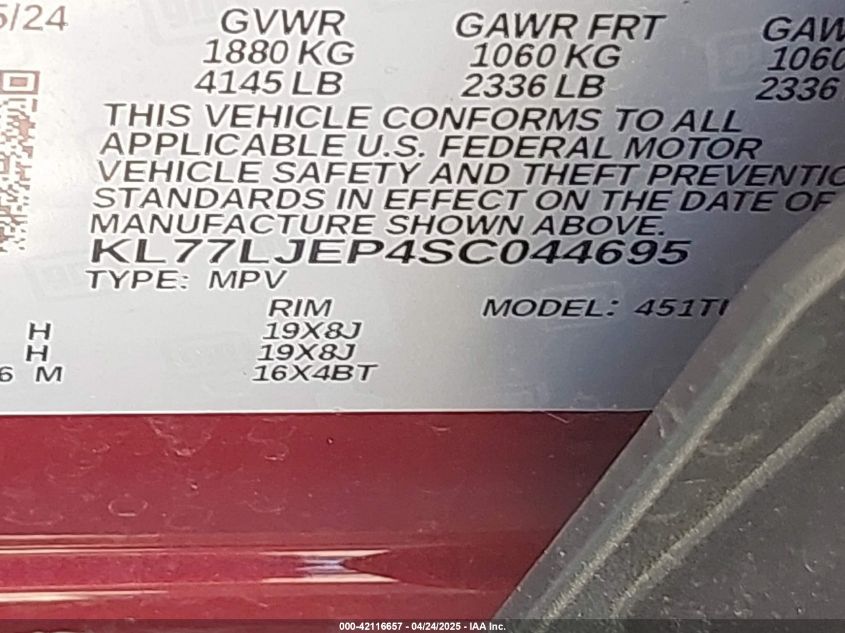 5/24
GVWR GAWR FRT GAW
1880 KG 1060 KG 1060
4145 LB 2336 LB 2336
THIS VEHICLE CONFORMS TO ALL
APPLICABLE U.S. FEDERAL MOTOR
VEHICLE SAFETY AND THEFT PREVENTIO
STANDARDS IN EFFECT ON THE DATE OF
MANUFACTURE SHOWN ABOVE.
KL77LJEP4SC044695
TYPE: MPV
RIM MODEL: 451T
H 19X8J
H 19X8J
6 M 16X4BT
000-42116657 - 04/24/2025 - IAA Inc.